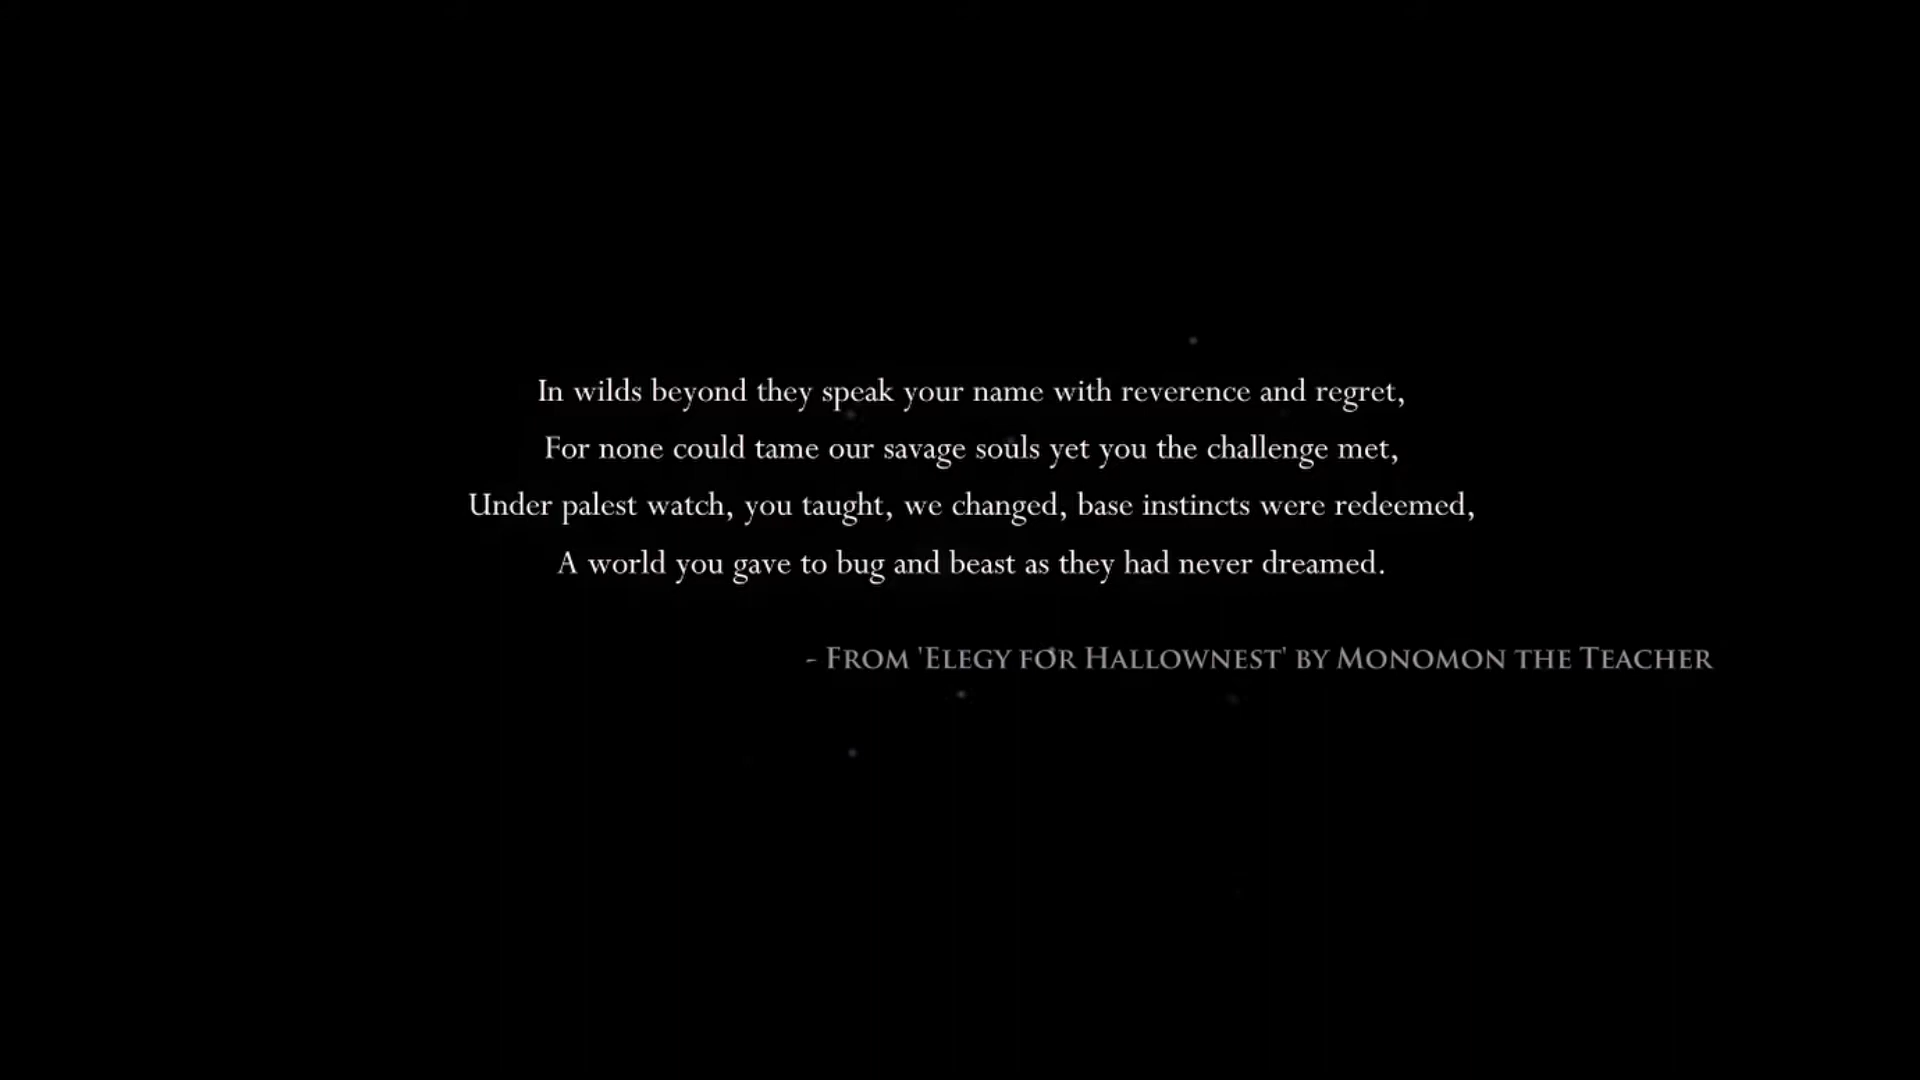 In wilds beyond they speak your name with reverence and regret,
For none could tame our savage souls yet you the challenge met,
Under palest watch, you taught, we changed, base instincts were redeemed,
A world you gave to bug and beast as they had never dreamed.
- From 'Elegy for Hallownest' by Monomon the Teacher